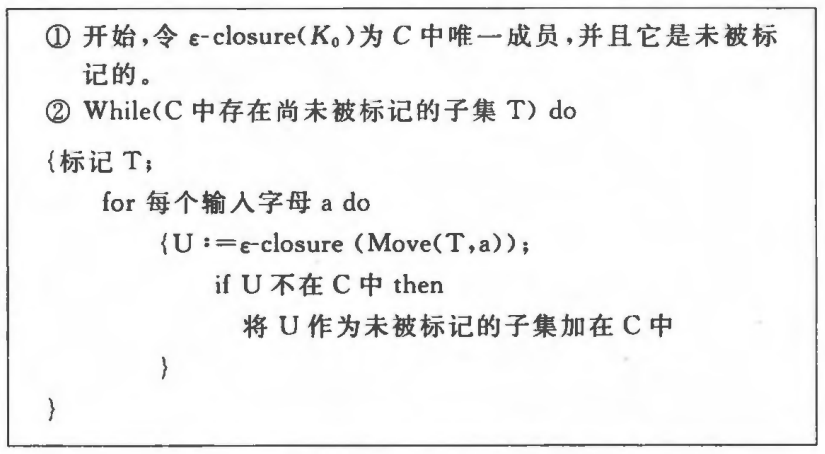 ① 开始,令 ε-closure(K₀)为 C 中唯一成员,并且它是未被标
记的。
② While(C 中存在尚未被标记的子集 T) do
{标记 T;
for 每个输入字母 a do
{U :=ε-closure (Move(T,a));
if U 不在 C 中 then
将 U 作为未被标记的子集加在 C 中
}
}